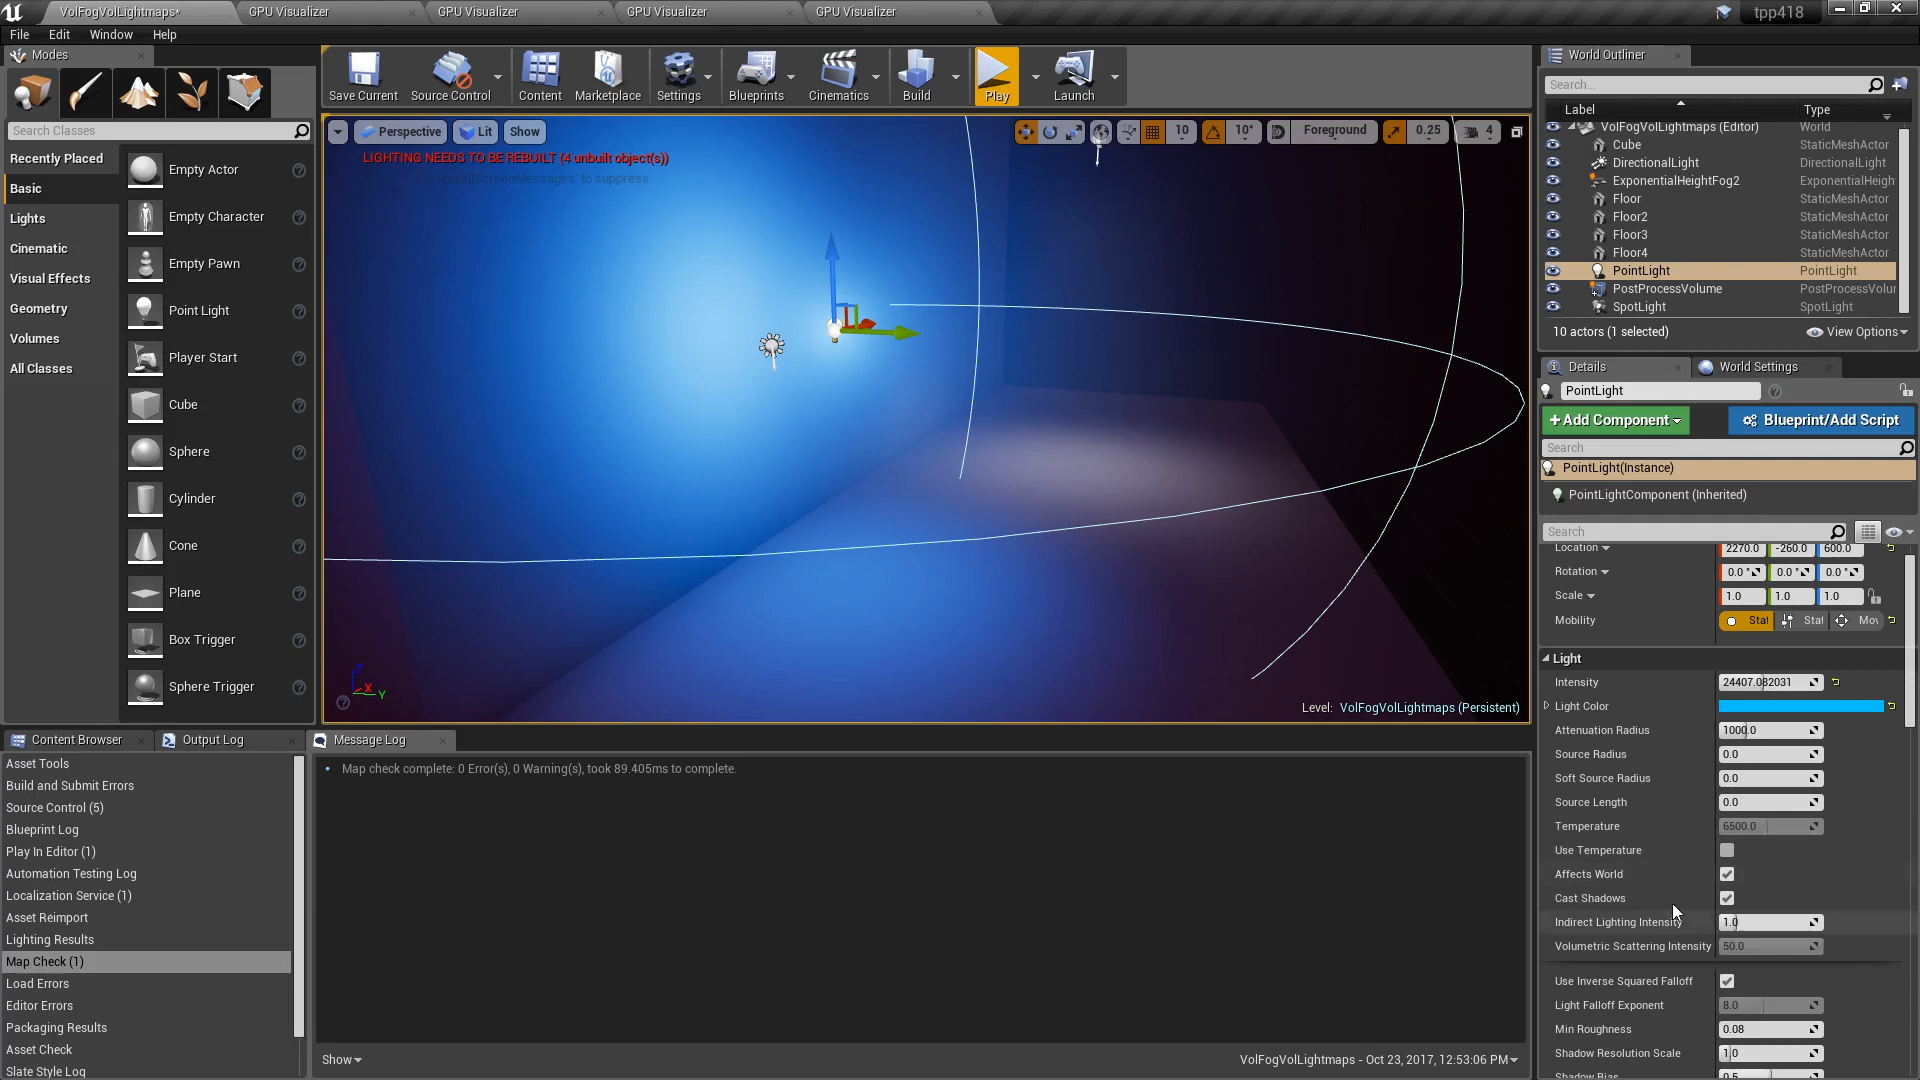 VolFogVolLightmaps*
GPU Visualizer
GPU Visualizer
GPU Visualizer
GPU Visualizer
tpp418
File Edit Window Help
Modes
Search Classes
Recently Placed
Basic
Lights
Cinematic
Visual Effects
Geometry
Volumes
All Classes
Empty Actor
Empty Character
Empty Pawn
Point Light
Player Start
Cube
Sphere
Cylinder
Cone
Plane
Box Trigger
Sphere Trigger
Save Current
Source Control
Content
Marketplace
Settings
Blueprints
Cinematics
Build
Play
Launch
Perspective
Lit
Show
10
10°
Foreground
0.25
4
LIGHTING NEEDS TO BE REBUILT (4 unbuilt object(s))
'DisableAllScreenMessages' to suppress
Z
X
Y
Level: VolFogVolLightmaps (Persistent)
World Outliner
Search...
Label Type
VolFogVolLightmaps (Editor) World
Cube StaticMeshActor
DirectionalLight DirectionalLight
ExponentialHeightFog2 ExponentialHeigh
Floor StaticMeshActor
Floor2 StaticMeshActor
Floor3 StaticMeshActor
Floor4 StaticMeshActor
PointLight PointLight
PostProcessVolume PostProcessVolur
SpotLight SpotLight
10 actors (1 selected)
View Options
Details
World Settings
PointLight
+Add Component
Blueprint/Add Script
Search
PointLight(Instance)
PointLightComponent (Inherited)
Search
Location 2270.0 -260.0 600.0
Rotation 0.0 ° 0.0 ° 0.0 °
Scale 1.0 1.0 1.0
Mobility Stat Stat Mov
Light
Intensity 24407.082031
Light Color
Attenuation Radius 1000.0
Source Radius 0.0
Soft Source Radius 0.0
Source Length 0.0
Temperature 6500.0
Use Temperature
Affects World
Cast Shadows
Indirect Lighting Intensity 1.0
Volumetric Scattering Intensity 50.0
Use Inverse Squared Falloff
Light Falloff Exponent 8.0
Min Roughness 0.08
Shadow Resolution Scale 1.0
Shadow Bias 0.5
Content Browser
Output Log
Message Log
Asset Tools
Build and Submit Errors
Source Control (5)
Blueprint Log
Play In Editor (1)
Automation Testing Log
Localization Service (1)
Asset Reimport
Lighting Results
Map Check (1)
Load Errors
Editor Errors
Packaging Results
Asset Check
Slate Style Log
Map check complete: 0 Error(s), 0 Warning(s), took 89.405ms to complete.
Show
VolFogVolLightmaps - Oct 23, 2017, 12:53:06 PM